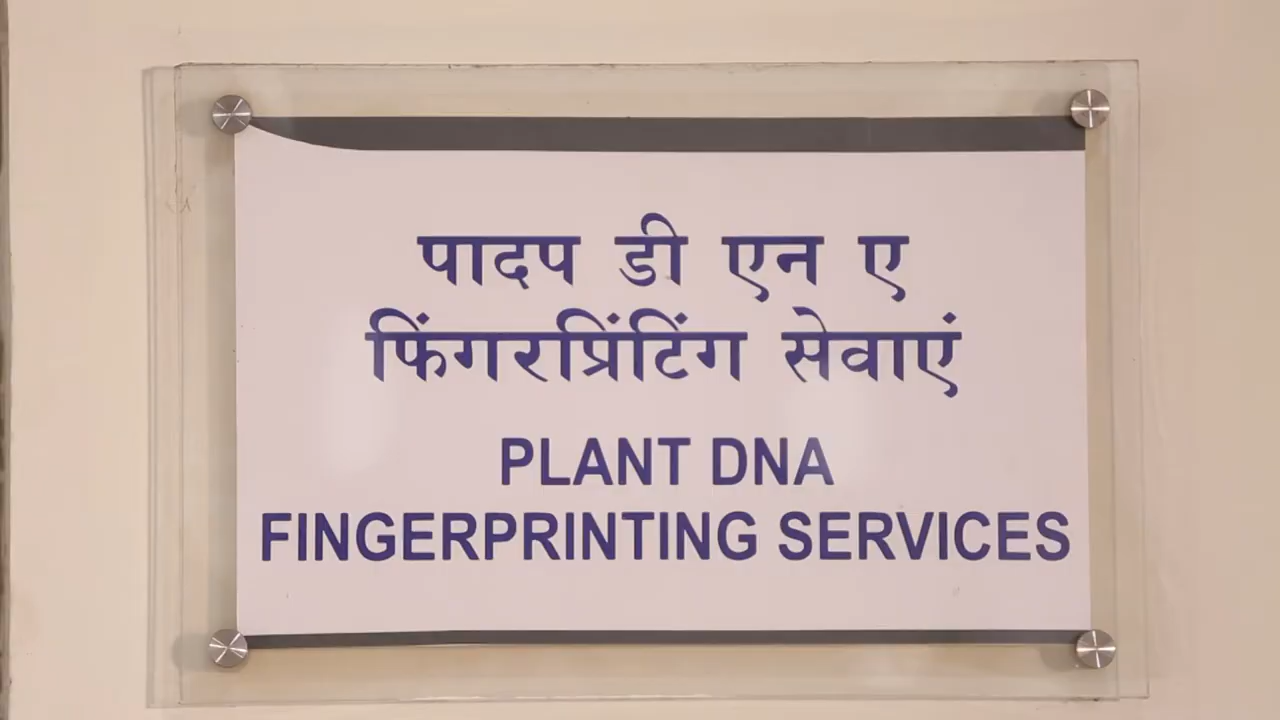 पादप डी एन ए
फिंगरप्रिंटिंग सेवाएं
PLANT DNA
FINGERPRINTING SERVICES